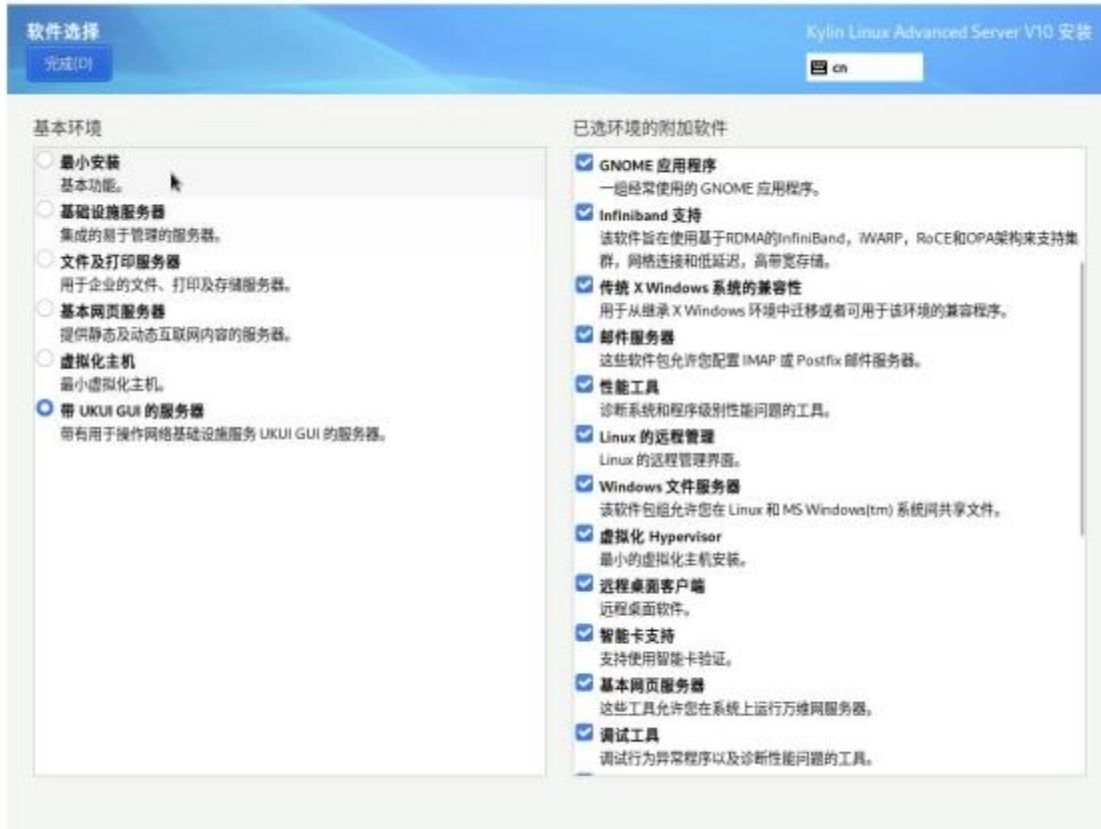 软件选择
完成(D)
Kylin Linux Advanced Server V10 安装
cn
基本环境
最小安装
基本功能。
基础设施服务器
集成的易于管理的服务器。
文件及打印服务器
用于企业的文件、打印及存储服务器。
基本网页服务器
提供静态及动态互联网内容的服务器。
虚拟化主机
最小虚拟化主机。
带 UKUI GUI 的服务器
带有用于操作网络基础设施服务 UKUI GUI 的服务器。
已选环境的附加软件
GNOME 应用程序
一组经常使用的 GNOME 应用程序。
Infiniband 支持
该软件旨在使用基于RDMA的InfiniBand，iWARP，RoCE和OPA架构来支持集
群，网格连接和低延迟，高带宽存储。
传统 X Windows 系统的兼容性
用于从继承 X Windows 环境中迁移或者可用于该环境的兼容程序。
邮件服务器
这些软件包允许您配置 IMAP 或 Postfix 邮件服务器。
性能工具
诊断系统和程序级别性能问题的工具。
Linux 的远程管理
Linux 的远程管理界面。
Windows 文件服务器
该软件包组允许您在 Linux 和 MS Windows(tm) 系统间共享文件。
虚拟化 Hypervisor
最小的虚拟化主机安装。
远程桌面客户端
远程桌面软件。
智能卡支持
支持使用智能卡验证。
基本网页服务器
这些工具允许您在系统上运行万维网服务器。
调试工具
调试行为异常程序以及诊断性能问题的工具。